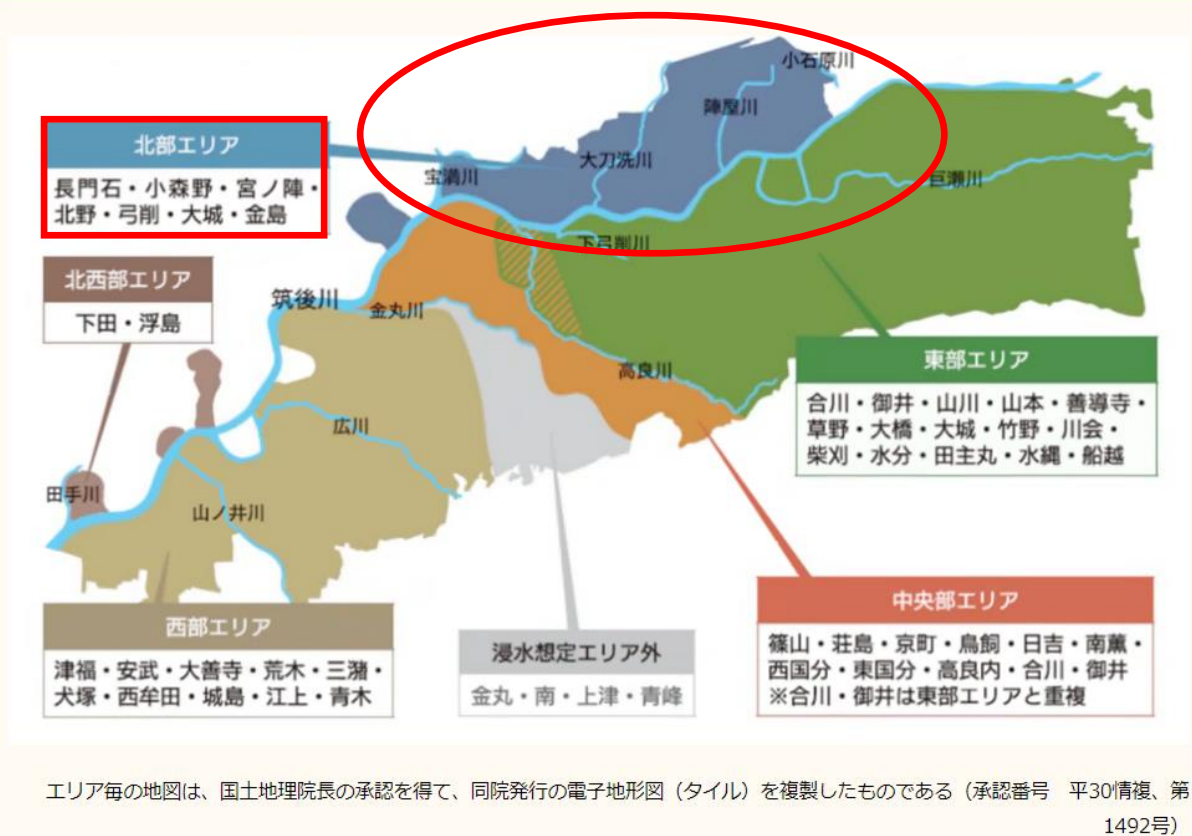 小石原川
陣屋川
大刀洗川
宝満川
巨瀬川
下弓削川
筑後川
金丸川
高良川
広川
田手川
山ノ井川
北部エリア
長門石・小森野・宮ノ陣・
北野・弓削・大城・金島
北西部エリア
下田・浮島
東部エリア
合川・御井・山川・山本・善導寺・
草野・大橋・大城・竹野・川会・
柴刈・水分・田主丸・水縄・船越
西部エリア
津福・安武・大善寺・荒木・三潴・
犬塚・西牟田・城島・江上・青木
浸水想定エリア外
金丸・南・上津・青峰
中央部エリア
篠山・荘島・京町・鳥飼・日吉・南薫・
西国分・東国分・高良内・合川・御井
※合川・御井は東部エリアと重複
エリア毎の地図は、国土地理院長の承認を得て、同院発行の電子地形図（タイル）を複製したものである（承認番号　平30情複、第
1492号）